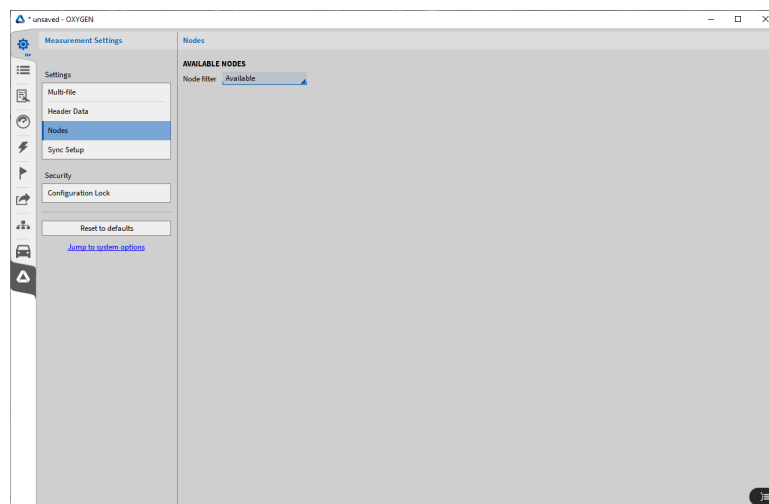 * unsaved - OXYGEN
Measurement Settings
Nodes
Settings
Multi-file
Header Data
Nodes
Sync Setup
Security
Configuration Lock
Reset to defaults
Jump to system options
AVAILABLE NODES
Node filter Available